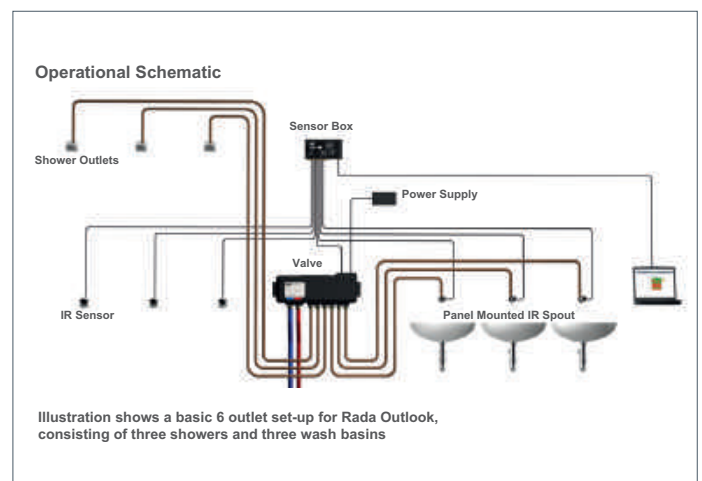 Operational Schematic
Sensor Box
Shower Outlets
Power Supply
Valve
IR Sensor
Panel Mounted IR Spout
Illustration shows a basic 6 outlet set-up for Rada Outlook,
consisting of three showers and three wash basins